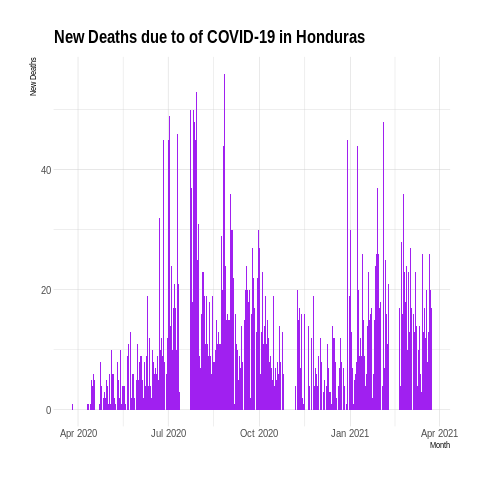 New Deaths due to of COVID-19 in Honduras
New Deaths
40
20
0
Apr 2020
Jul 2020
Oct 2020
Jan 2021
Apr 2021
Month